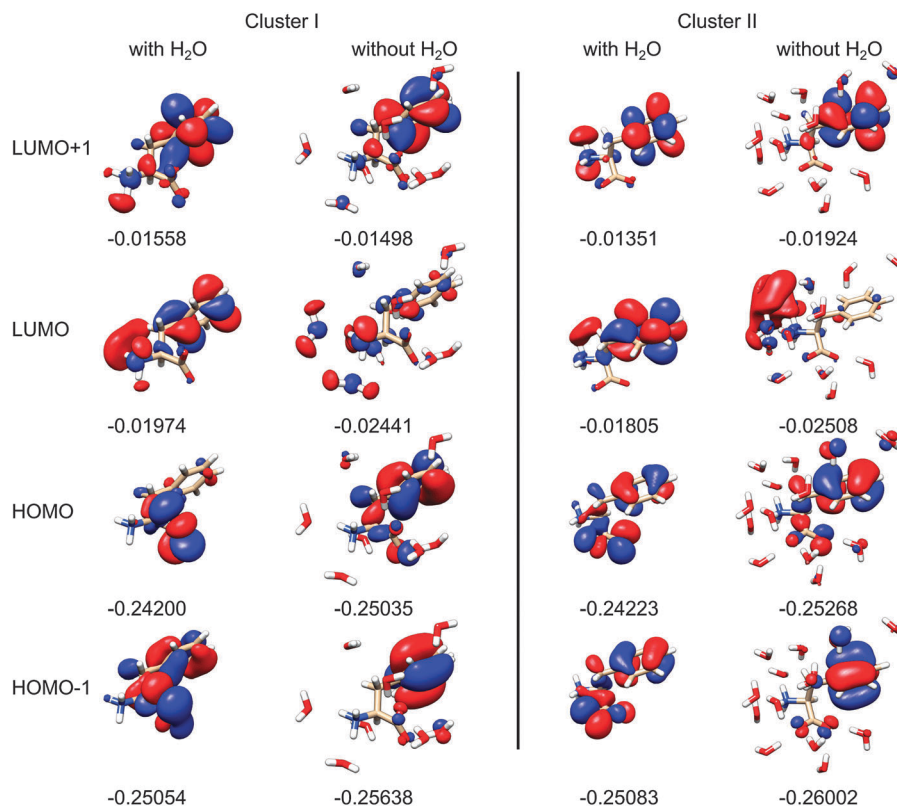 Cluster I Cluster II
with H₂O without H₂O with H₂O without H₂O
LUMO+1
-0.01558 -0.01498 -0.01351 -0.01924
LUMO
-0.01974 -0.02441 -0.01805 -0.02508
HOMO
-0.24200 -0.25035 -0.24223 -0.25268
HOMO-1
-0.25054 -0.25638 -0.25083 -0.26002